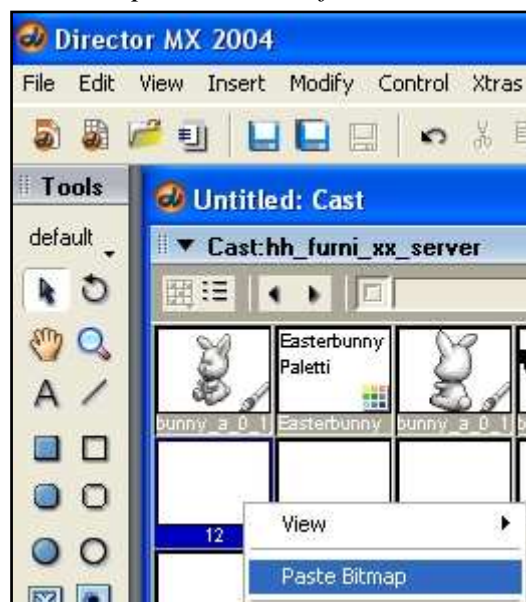 Director MX 2004
File Edit View Insert Modify Control Xtras
Tools
Untitled: Cast
default
Cast:hh_furni_xx_server
Easterbunny
Paletti
bunny_a_0_1 Easterbunny bunny_a_0_1
12
View
Paste Bitmap